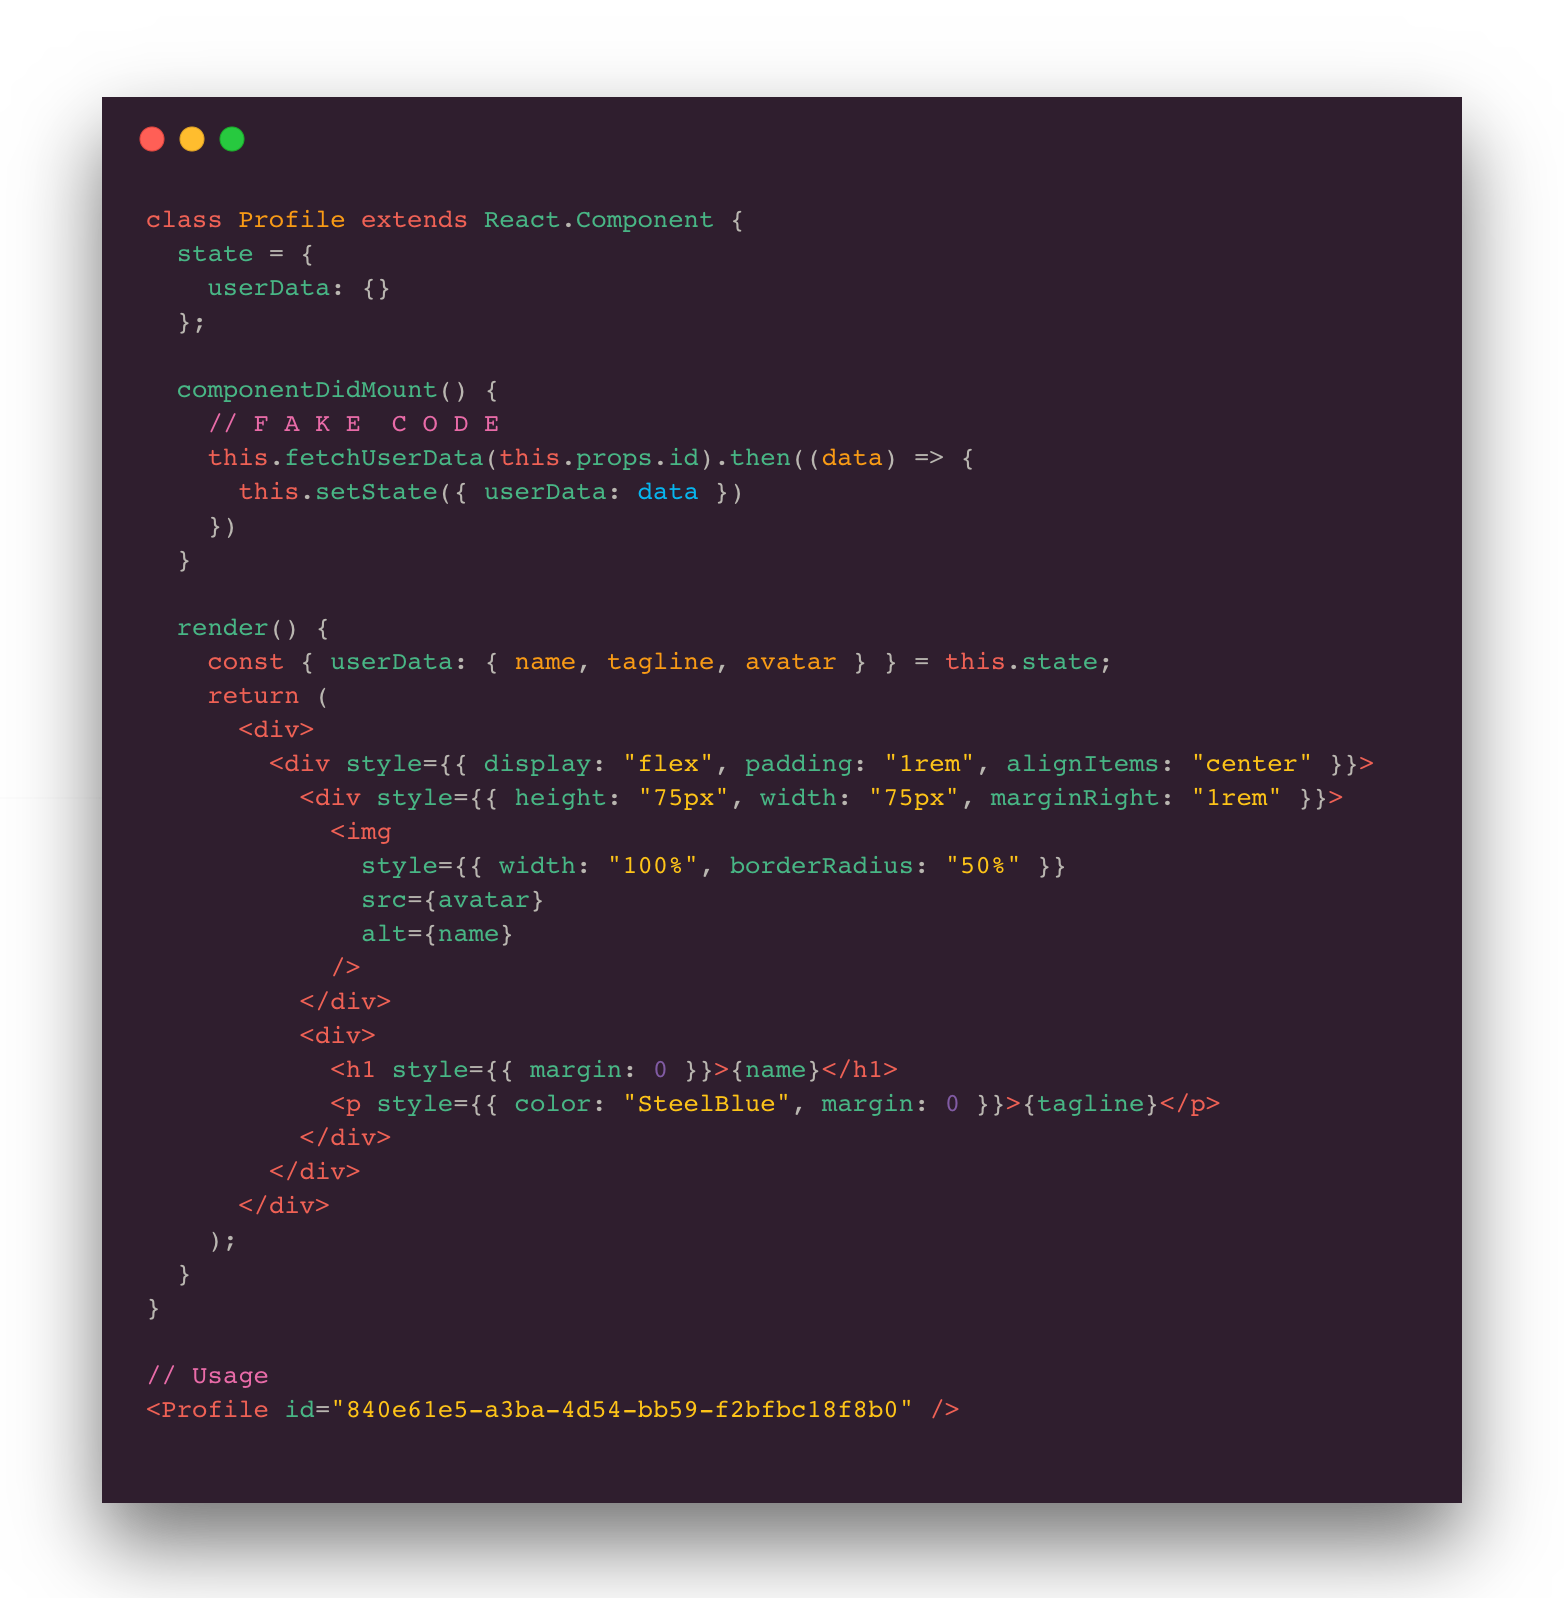 class Profile extends React.Component {
  state = {
    userData: {}
  };

  componentDidMount() {
    // F A K E  C O D E
    this.fetchUserData(this.props.id).then((data) => {
      this.setState({ userData: data })
    })
  }

  render() {
    const { userData: { name, tagline, avatar } } = this.state;
    return (
      <div>
        <div style={{ display: "flex", padding: "1rem", alignItems: "center" }}>
          <div style={{ height: "75px", width: "75px", marginRight: "1rem" }}>
            <img
              style={{ width: "100%", borderRadius: "50%" }}
              src={avatar}
              alt={name}
            />
          </div>
          <div>
            <h1 style={{ margin: 0 }}>{name}</h1>
            <p style={{ color: "SteelBlue", margin: 0 }}>{tagline}</p>
          </div>
        </div>
      </div>
    );
  }
}

// Usage
<Profile id="840e61e5-a3ba-4d54-bb59-f2bfbc18f8b0" />